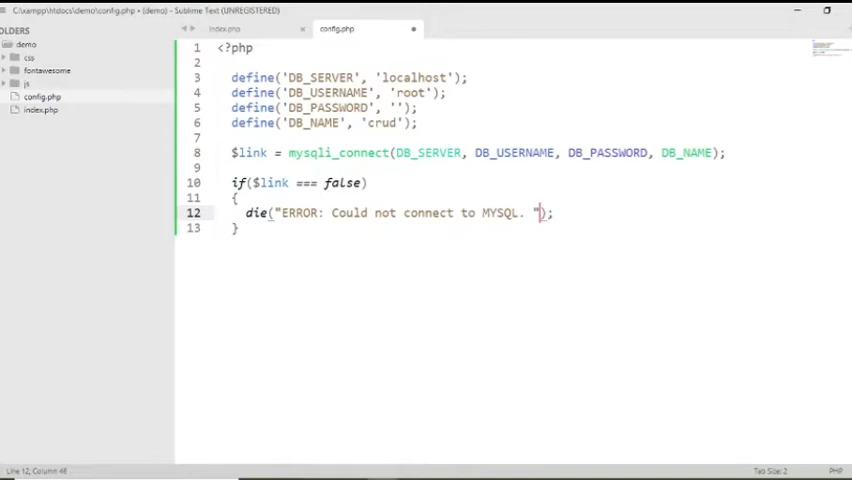 C:\xampp\htdocs\demo\config.php • (demo) - Sublime Text (UNREGISTERED)
OLDERS
demo
css
fontawesome
js
config.php
index.php
index.php
config.php
1 <?php
2
3 define('DB_SERVER', 'localhost');
4 define('DB_USERNAME', 'root');
5 define('DB_PASSWORD', '');
6 define('DB_NAME', 'crud');
7
8 $link = mysqli_connect(DB_SERVER, DB_USERNAME, DB_PASSWORD, DB_NAME);
9
10 if($link === false)
11 {
12 die("ERROR: Could not connect to MYSQL. ");
13 }
Line 12, Column 48
Tab Size: 2
PHP